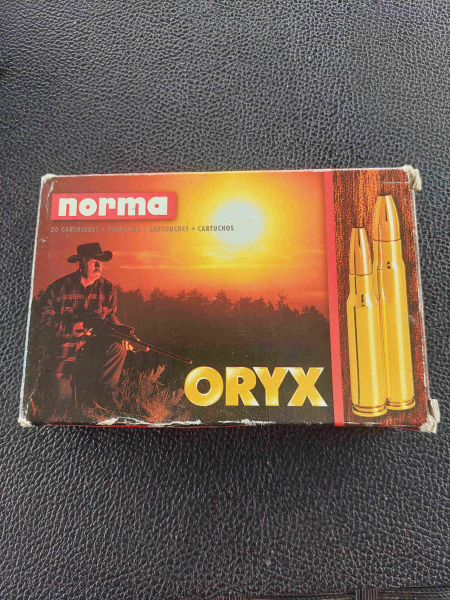 norma
20 CARTRIDGES • PATRONEN • CARTOUCHES • CARTUCHOS
ORYX